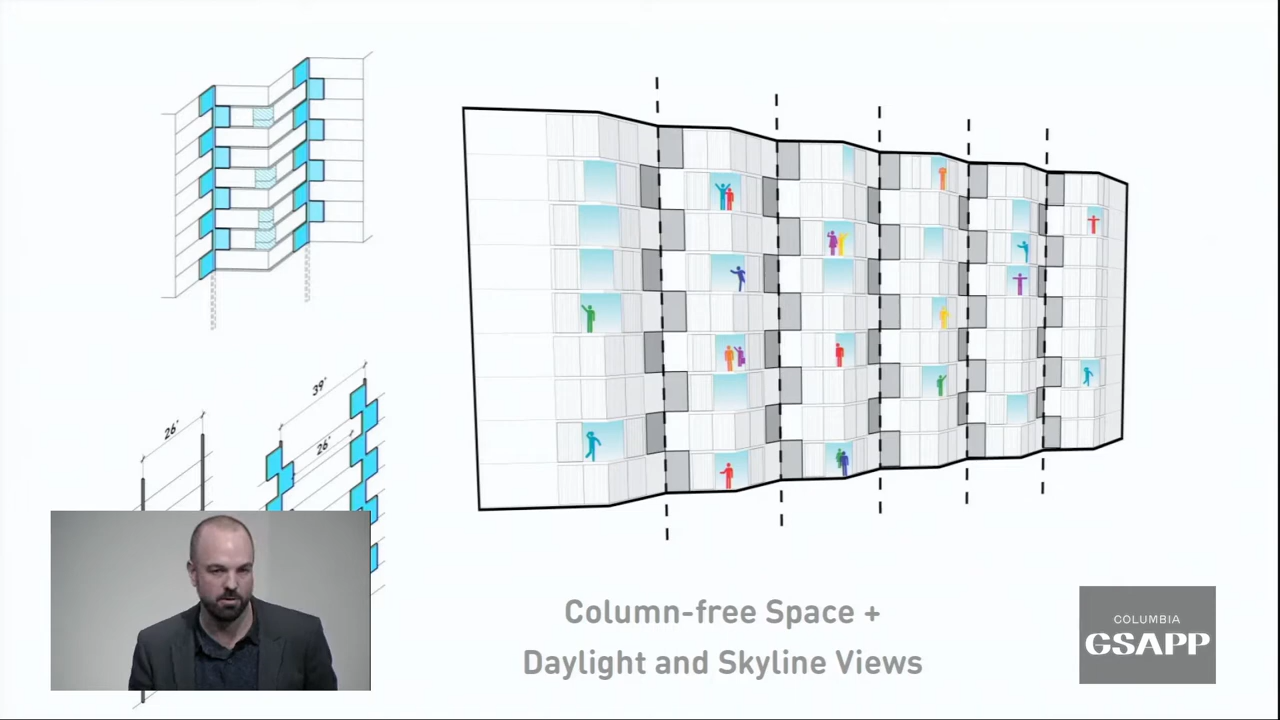 39'
26'
26'
Column-free Space +
Daylight and Skyline Views
COLUMBIA
GSAPP